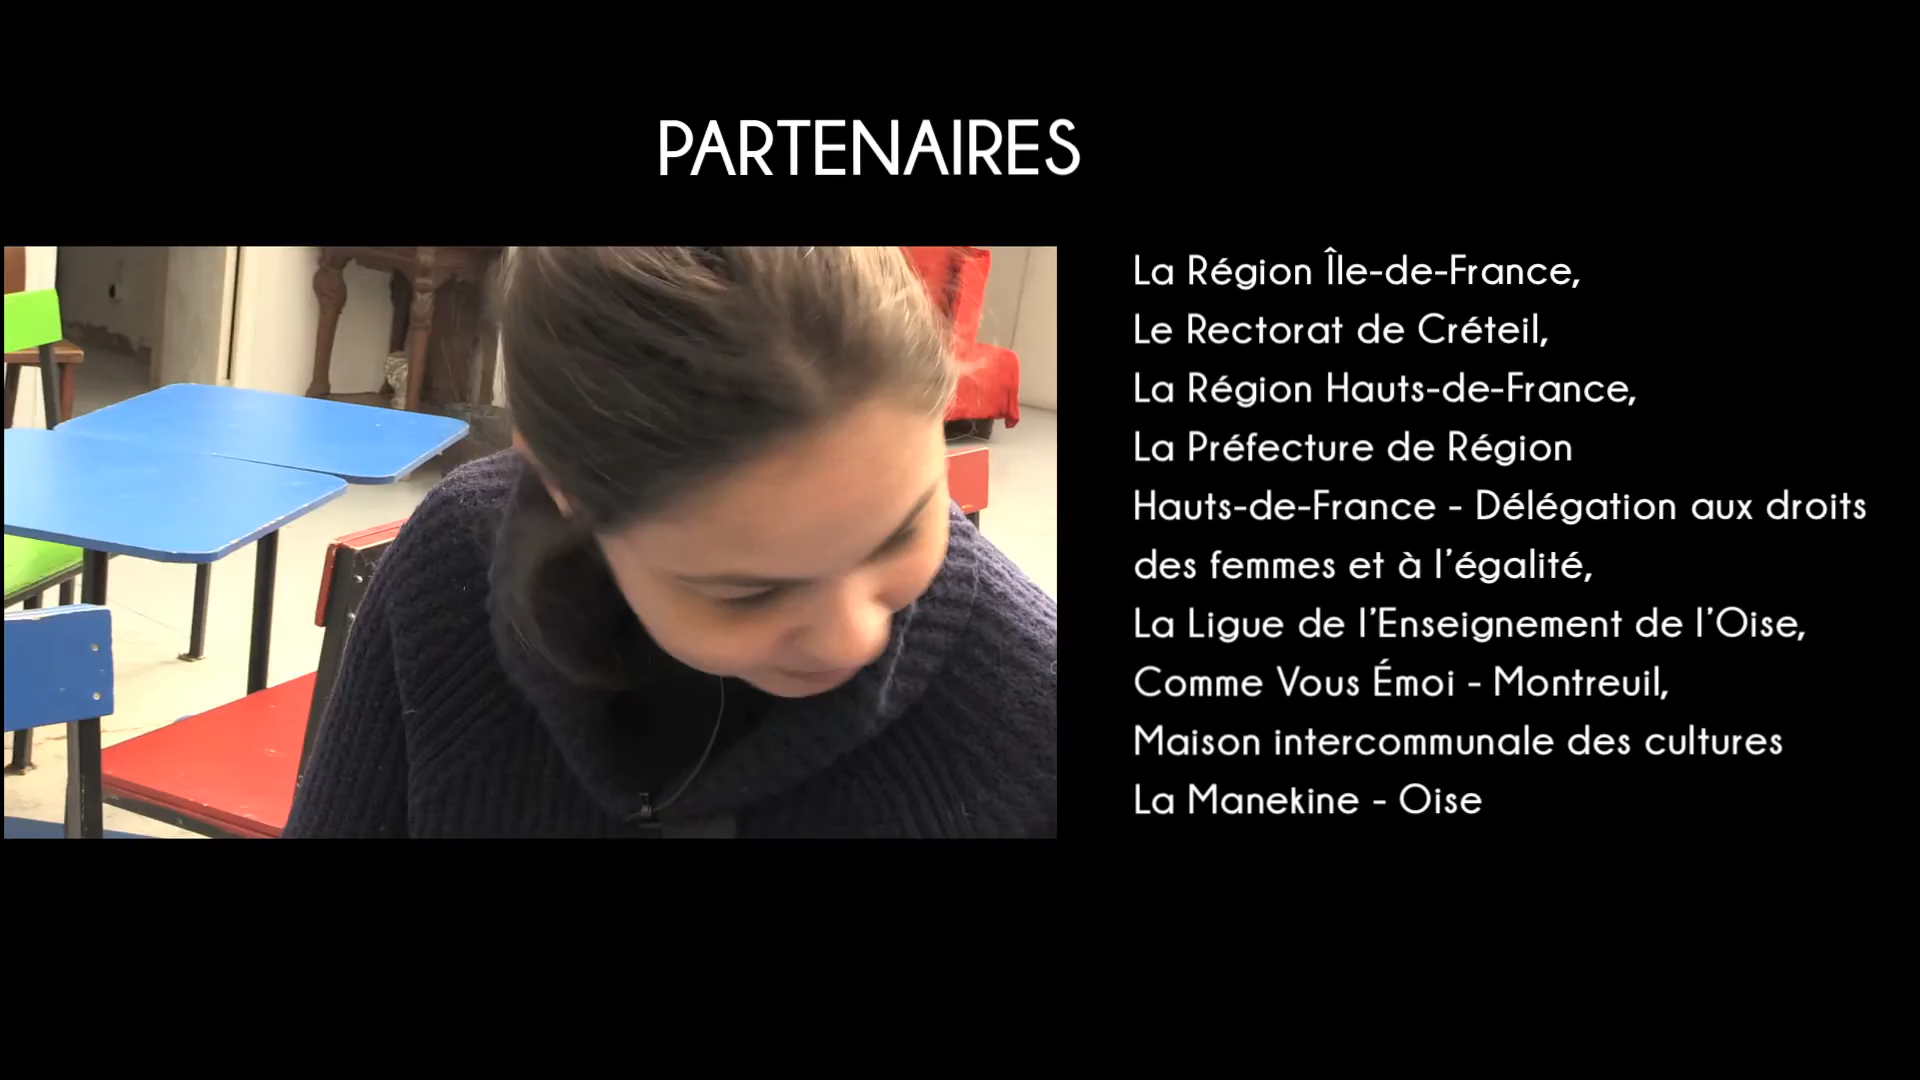 PARTENAIRES
La Région Île-de-France,
Le Rectorat de Créteil,
La Région Hauts-de-France,
La Préfecture de Région
Hauts-de-France - Délégation aux droits
des femmes et à l'égalité,
La Ligue de l'Enseignement de l'Oise,
Comme Vous Émoi - Montreuil,
Maison intercommunale des cultures
La Manekine - Oise